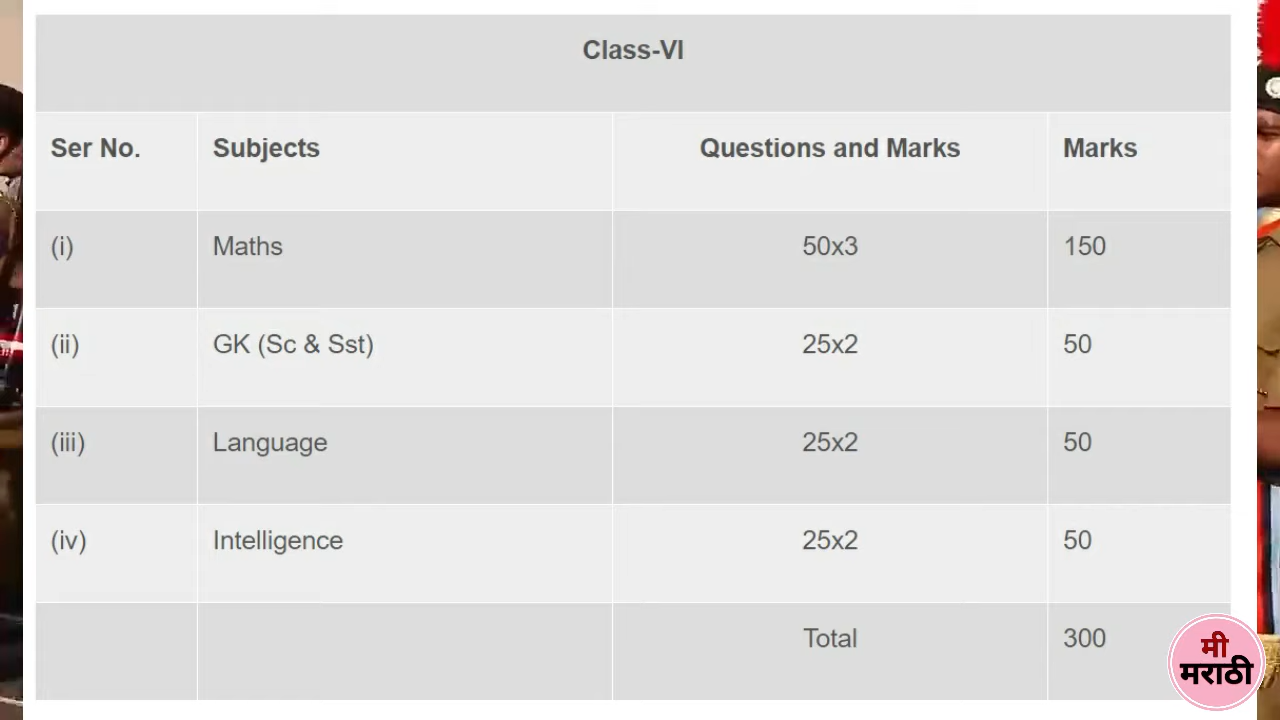 Class-VI
Ser No. Subjects Questions and Marks Marks
(i) Maths 50x3 150
(ii) GK (Sc & Sst) 25x2 50
(iii) Language 25x2 50
(iv) Intelligence 25x2 50
Total 300
मी
मराठी